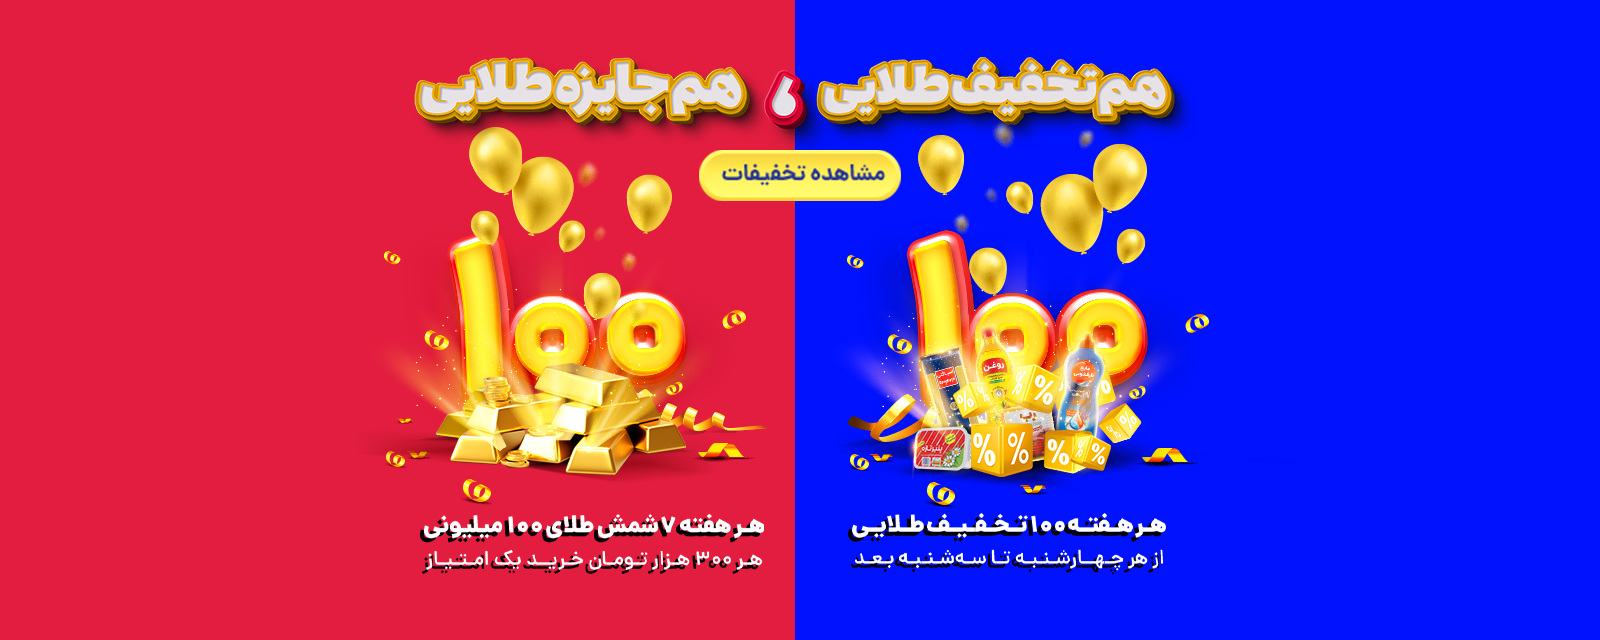 هم تخفیف طلایی و هم جایزه طلایی
مشاهده تخفیفات
۱۰۰
روغن
% % % % %
هر هفته ۱۰۰ تخفیف طلایی
از هر چهارشنبه تا سه‌شنبه بعد
۱۰۰
هر هفته ۷ شمش طلای ۱۰۰ میلیونی
هر ۳۰۰ هزار تومان خرید یک امتیاز